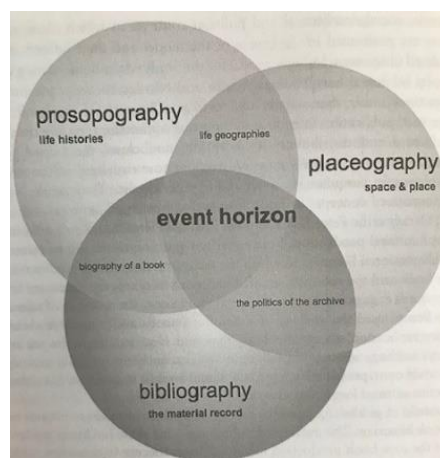 prosopography
life histories
life geographies
placeography
space & place
event horizon
biography of a book
the politics of the archive
bibliography
the material record